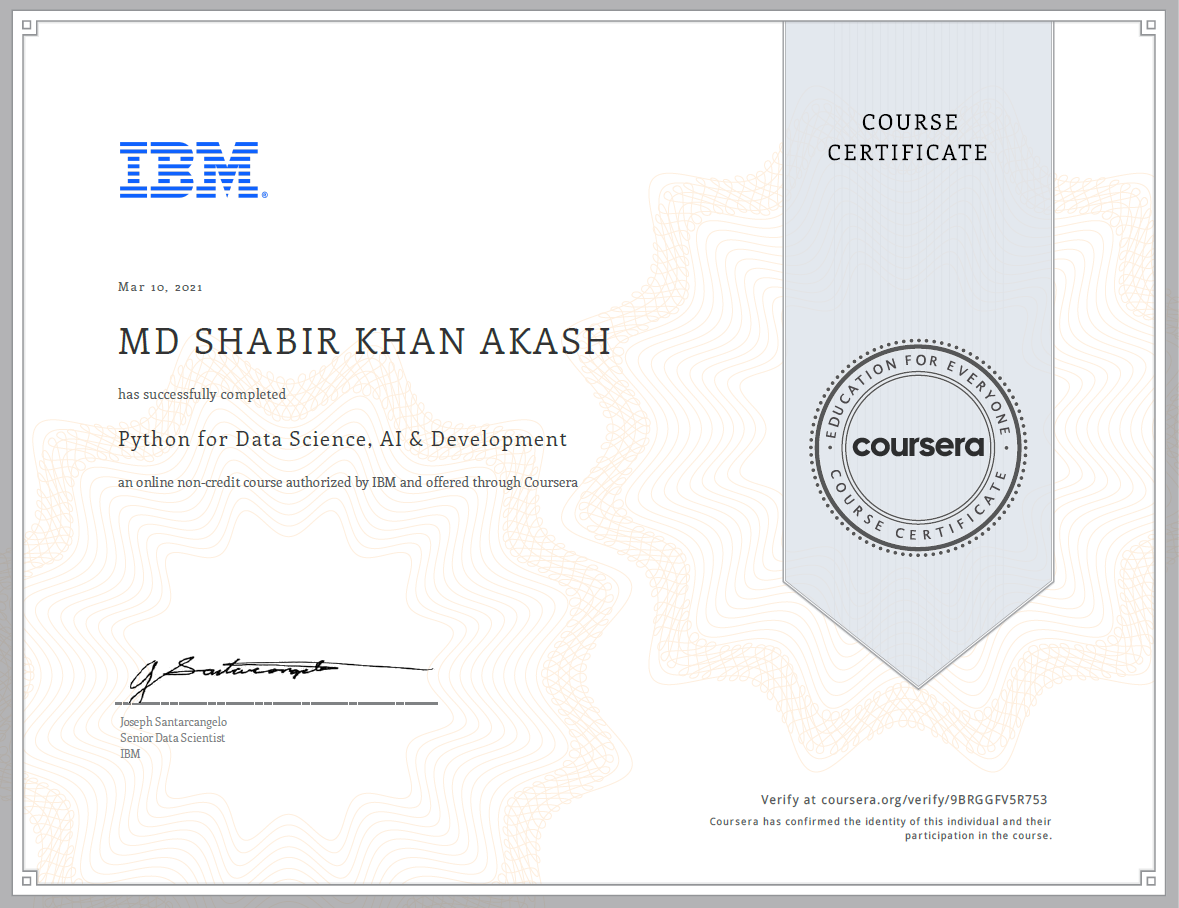 COURSE
CERTIFICATE
IBM®
Mar 10, 2021
MD SHABIR KHAN AKASH
has successfully completed
Python for Data Science, AI & Development
an online non-credit course authorized by IBM and offered through Coursera
EDUCATION FOR EVERYONE
coursera
COURSE CERTIFICATE
J Santarcangelo
Joseph Santarcangelo
Senior Data Scientist
IBM
Verify at coursera.org/verify/9BRGGFV5R753
Coursera has confirmed the identity of this individual and their
participation in the course.